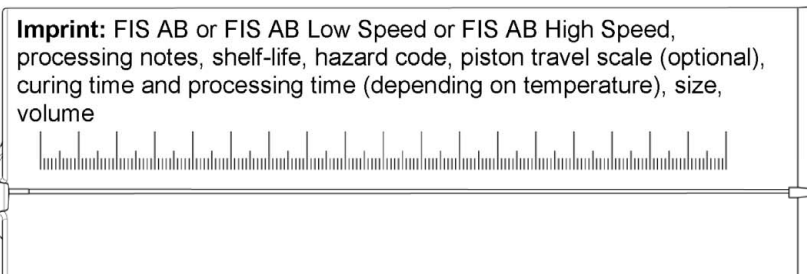 Imprint: FIS AB or FIS AB Low Speed or FIS AB High Speed,
processing notes, shelf-life, hazard code, piston travel scale (optional),
curing time and processing time (depending on temperature), size,
volume